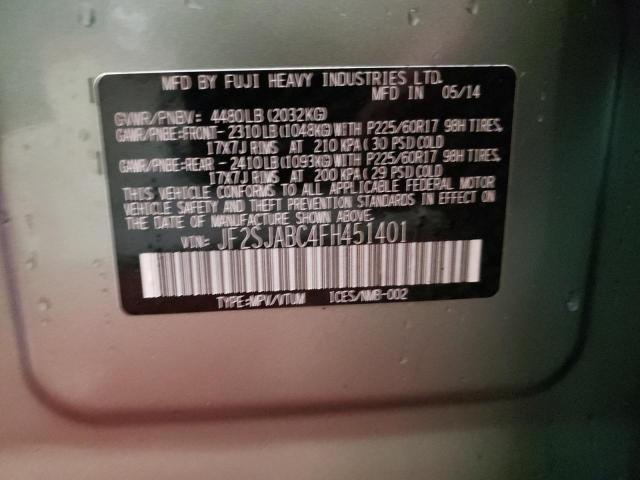 MFD BY FUJI HEAVY INDUSTRIES LTD.
MFD IN 05/14
GVWR/PNBV: 4480LB(2032KG)
GAWR/PNBE-FRONT- 2310LB(1048KG)WITH P225/60R17 98H TIRES,
17X7J RIMS AT 210 KPA( 30 PSI)COLD
GAWR/PNBE-REAR - 2410LB(1093KG)WITH P225/60R17 98H TIRES,
17X7J RIMS AT 200 KPA( 29 PSI)COLD
THIS VEHICLE CONFORMS TO ALL APPLICABLE FEDERAL MOTOR
VEHICLE SAFETY AND THEFT PREVENTION STANDARDS IN EFFECT ON
THE DATE OF MANUFACTURE SHOWN ABOVE.
VIN: JF2SJABC4FH451401
TYPE:MPV/VTUM ICES/NMB-002